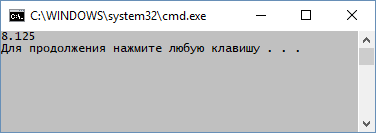 C:\WINDOWS\system32\cmd.exe
8.125
Для продолжения нажмите любую клавишу . . .